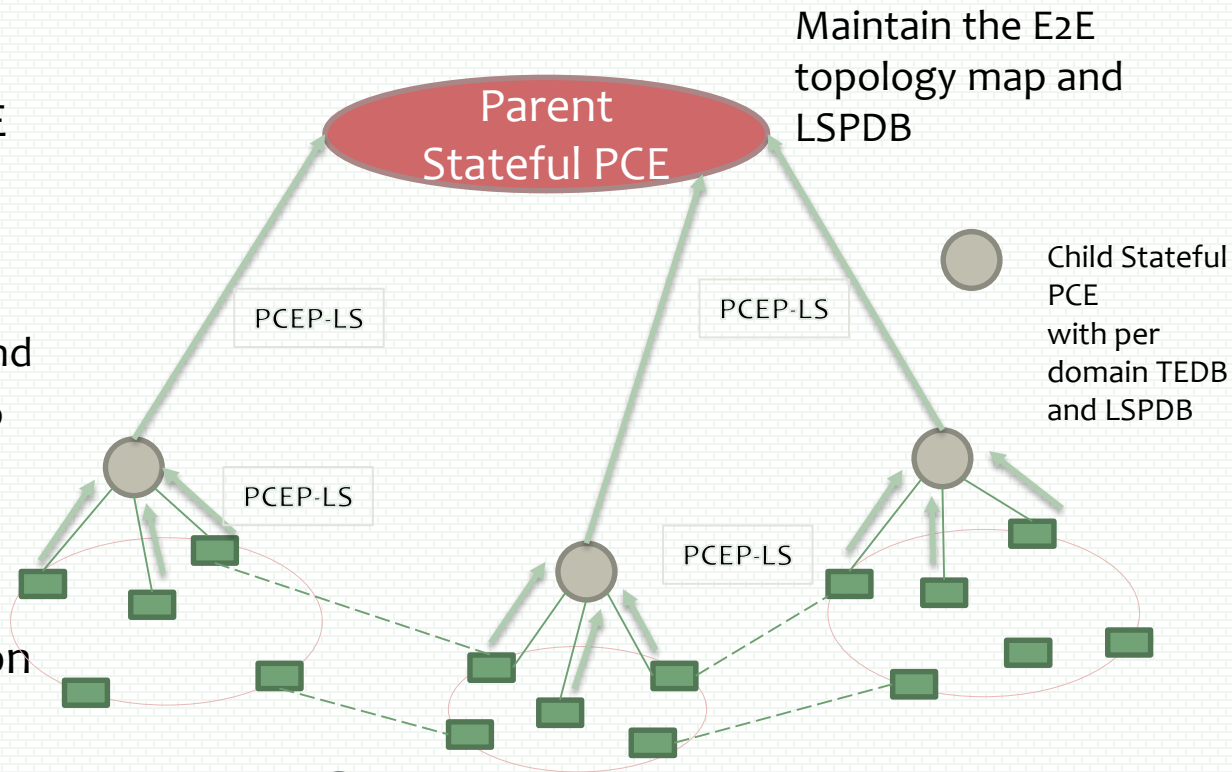 Maintain the E2E
topology map and
LSPDB
Parent
Stateful PCE
Child Stateful
PCE
with per
domain TEDB
and LSPDB
PCEP-LS
PCEP-LS
PCEP-LS
PCEP-LS